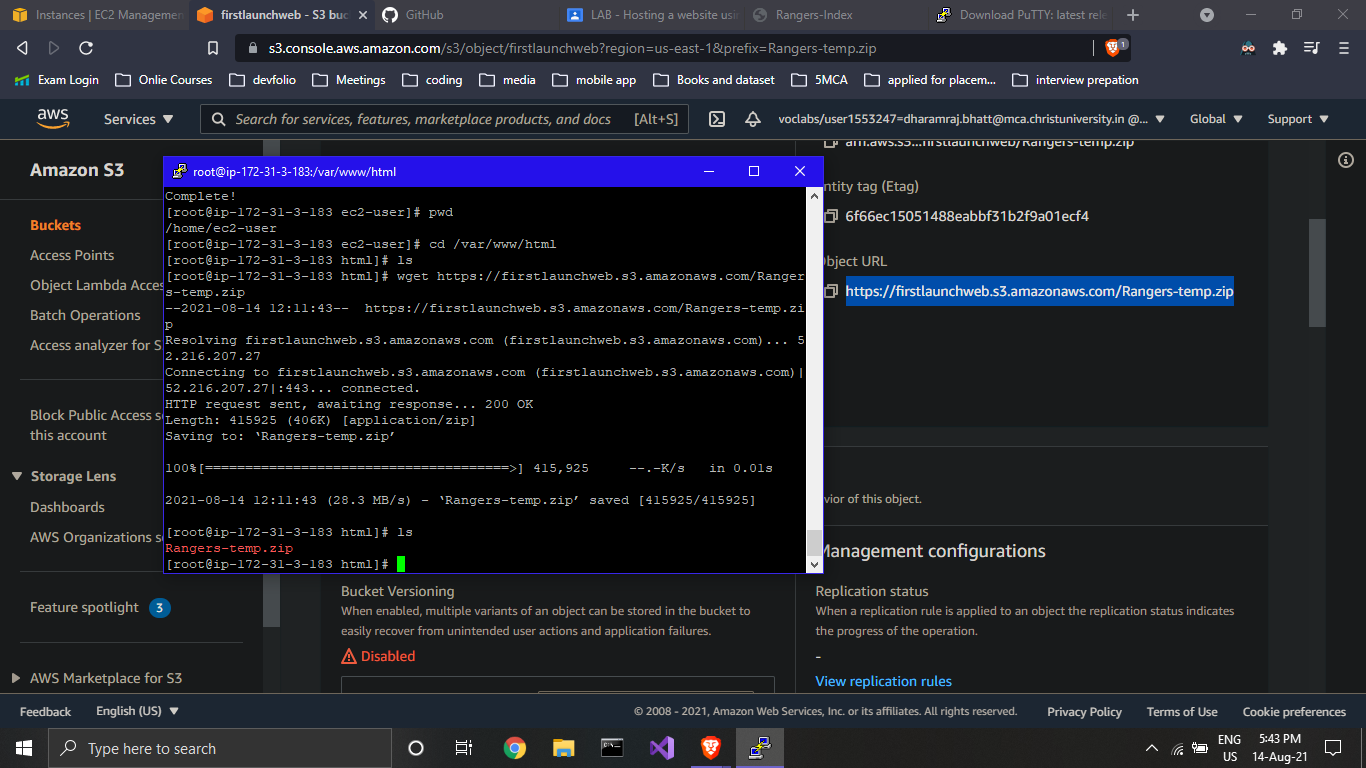 Instances | EC2 Managemen
firstlaunchweb - S3 buc
GitHub
LAB - Hosting a website usin
Rangers-Index
Download PuTTY: latest rele
s3.console.aws.amazon.com/s3/object/firstlaunchweb?region=us-east-1&prefix=Rangers-temp.zip
1
Exam Login
Onlie Courses
devfolio
Meetings
coding
media
mobile app
Books and dataset
5MCA
applied for placem...
interview prepation
aws
Services
Search for services, features, marketplace products, and docs
[Alt+S]
voclabs/user1553247=dharamraj.bhatt@mca.christuniversity.in @...
Global
Support
Amazon S3
Buckets
Access Points
Object Lambda Acce
Batch Operations
Access analyzer for S
Block Public Access se
this account
Storage Lens
Dashboards
AWS Organizations s
Feature spotlight
3
AWS Marketplace for S3
root@ip-172-31-3-183:/var/www/html
Complete!
[root@ip-172-31-3-183 ec2-user]# pwd
/home/ec2-user
[root@ip-172-31-3-183 ec2-user]# cd /var/www/html
[root@ip-172-31-3-183 html]# ls
[root@ip-172-31-3-183 html]# wget https://firstlaunchweb.s3.amazonaws.com/Ranger
s-temp.zip
--2021-08-14 12:11:43--  https://firstlaunchweb.s3.amazonaws.com/Rangers-temp.zi
p
Resolving firstlaunchweb.s3.amazonaws.com (firstlaunchweb.s3.amazonaws.com)... 5
2.216.207.27
Connecting to firstlaunchweb.s3.amazonaws.com (firstlaunchweb.s3.amazonaws.com)|
52.216.207.27|:443... connected.
HTTP request sent, awaiting response... 200 OK
Length: 415925 (406K) [application/zip]
Saving to: ‘Rangers-temp.zip’
100%[======================================>] 415,925     --.-K/s   in 0.01s
2021-08-14 12:11:43 (28.3 MB/s) - ‘Rangers-temp.zip’ saved [415925/415925]
[root@ip-172-31-3-183 html]# ls
Rangers-temp.zip
[root@ip-172-31-3-183 html]#
arn:aws:s3...firstlaunchweb/Rangers-temp.zip
ntity tag (Etag)
6f66ec15051488eabbf31b2f9a01ecf4
bject URL
https://firstlaunchweb.s3.amazonaws.com/Rangers-temp.zip
vior of this object.
Management configurations
Bucket Versioning
When enabled, multiple variants of an object can be stored in the bucket to
easily recover from unintended user actions and application failures.
Disabled
Replication status
When a replication rule is applied to an object the replication status indicates
the progress of the operation.
-
View replication rules
Feedback
English (US)
© 2008 - 2021, Amazon Web Services, Inc. or its affiliates. All rights reserved.
Privacy Policy
Terms of Use
Cookie preferences
Type here to search
ENG
US
5:43 PM
14-Aug-21